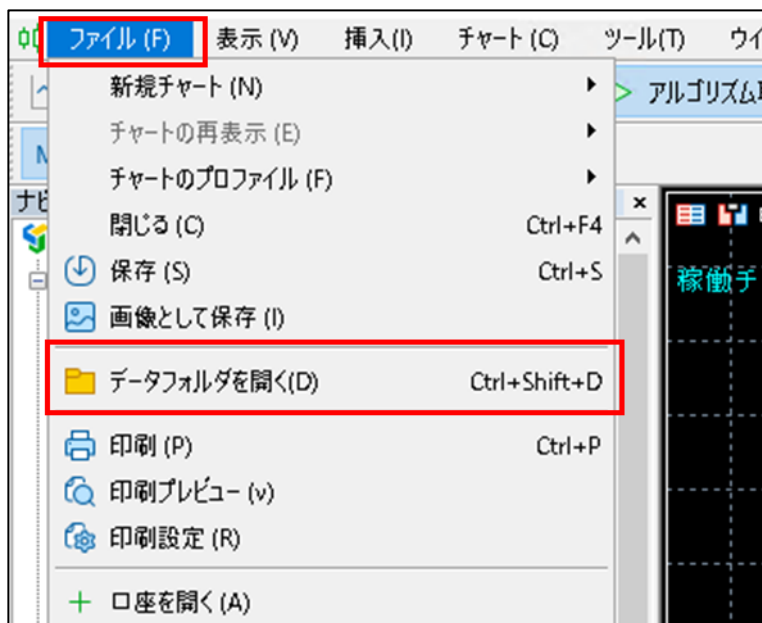 ファイル (F) 表示 (V) 挿入(I) チャート (C) ツール(T)
新規チャート (N)
アルゴリズム
チャートの再表示 (E)
チャートのプロファイル (F)
閉じる (C) Ctrl+F4
保存 (S) Ctrl+S
画像として保存 (I)
稼働チ
データフォルダを開く(D) Ctrl+Shift+D
印刷 (P) Ctrl+P
印刷プレビュー (v)
印刷設定 (R)
口座を開く (A)